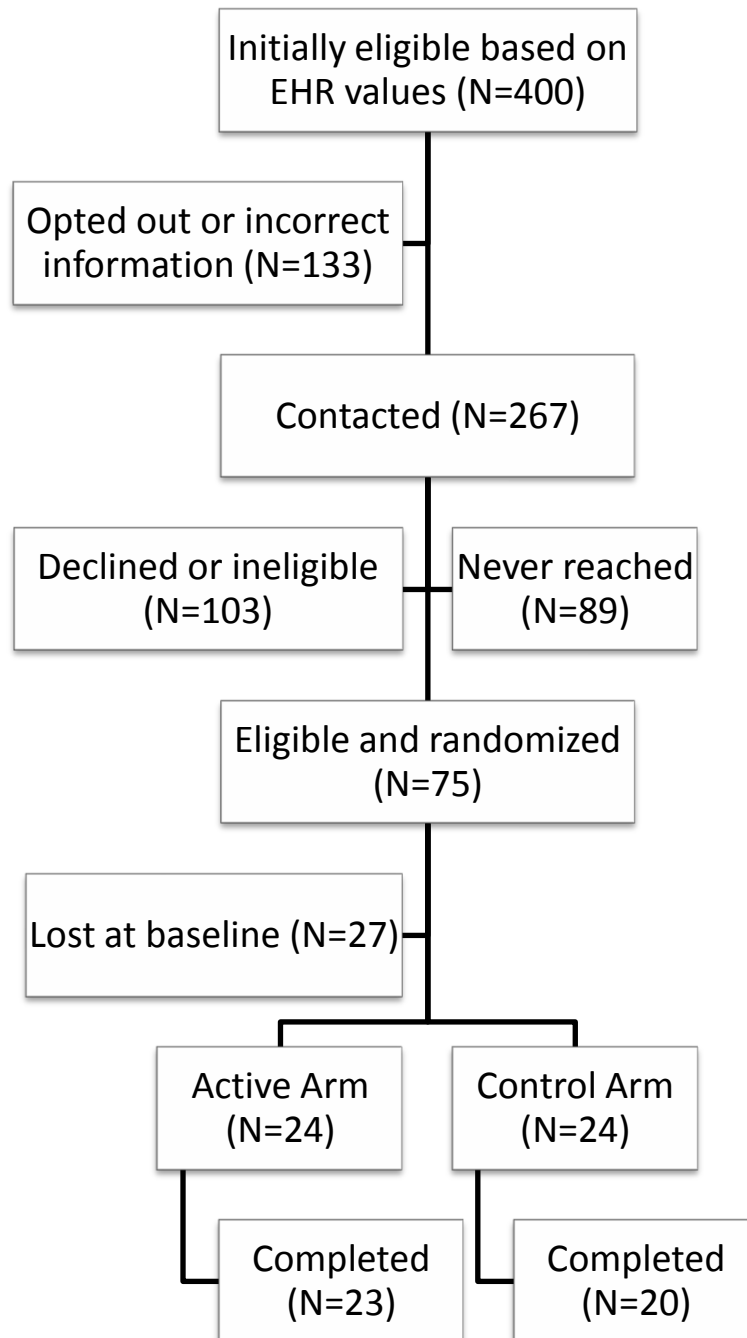 Initially eligible based on
EHR values (N=400)
Opted out or incorrect
information (N=133)
Contacted (N=267)
Declined or ineligible
(N=103)
Never reached
(N=89)
Eligible and randomized
(N=75)
Lost at baseline (N=27)
Active Arm
(N=24)
Control Arm
(N=24)
Completed
(N=23)
Completed
(N=20)